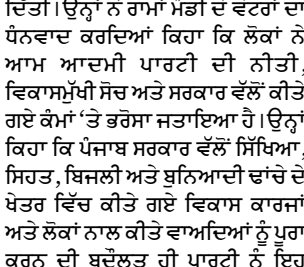 ਦਿੱਤੀ। ਉਨ੍ਹਾਂ ਨੇ ਰਾਮਾਂ ਮੰਡੀ ਦੇ ਵੋਟਰਾਂ ਦਾ
ਧੰਨਵਾਦ ਕਰਦਿਆਂ ਕਿਹਾ ਕਿ ਲੋਕਾਂ ਨੇ
ਆਮ ਆਦਮੀ ਪਾਰਟੀ ਦੀ ਨੀਤੀ,
ਵਿਕਾਸਮੁੱਖੀ ਸੋਚ ਅਤੇ ਸਰਕਾਰ ਵੱਲੋਂ ਕੀਤੇ
ਗਏ ਕੰਮਾਂ ‘ਤੇ ਭਰੋਸਾ ਜਤਾਇਆ ਹੈ। ਉਨ੍ਹਾਂ
ਕਿਹਾ ਕਿ ਪੰਜਾਬ ਸਰਕਾਰ ਵੱਲੋਂ ਸਿੱਖਿਆ,
ਸਿਹਤ, ਬਿਜਲੀ ਅਤੇ ਬੁਨਿਆਦੀ ਢਾਂਚੇ ਦੇ
ਖੇਤਰ ਵਿੱਚ ਕੀਤੇ ਗਏ ਵਿਕਾਸ ਕਾਰਜਾਂ
ਅਤੇ ਲੋਕਾਂ ਨਾਲ ਕੀਤੇ ਵਾਅਦਿਆਂ ਨੂੰ ਪੂਰਾ
ਕਰਨ ਦੀ ਬਦੌਲਤ ਹੀ ਪਾਰਟੀ ਨੂੰ ਇਹ